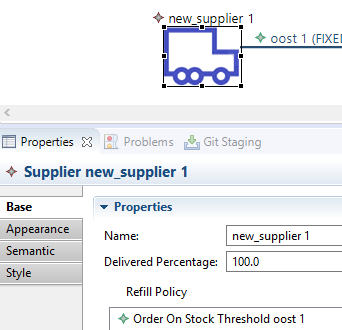 new_supplier 1
oost 1 (FIXED
Properties
Problems
Git Staging
Supplier new_supplier 1
Base
Properties
Appearance
Name: new_supplier 1
Semantic
Delivered Percentage: 100.0
Style
Refill Policy
Order On Stock Threshold oost 1